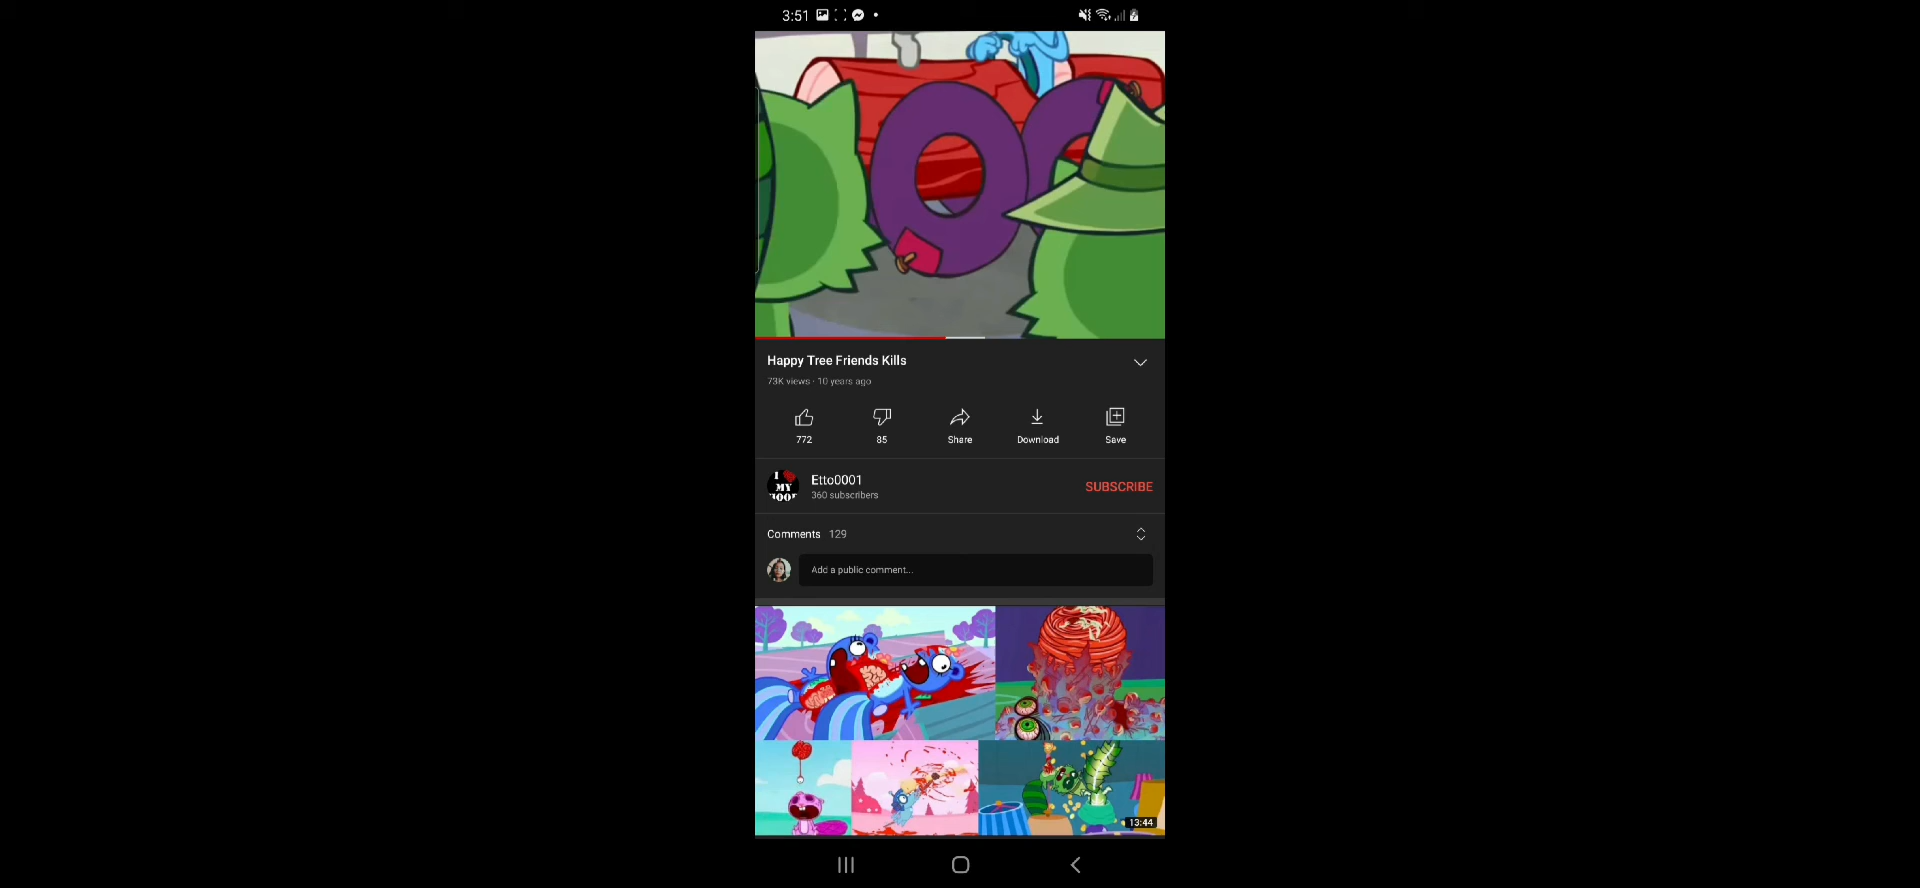 3:51
Happy Tree Friends Kills
73K views · 10 years ago
772
85
Share
Download
Save
I
MY
Etto0001
360 subscribers
SUBSCRIBE
Comments 129
Add a public comment...
13:44